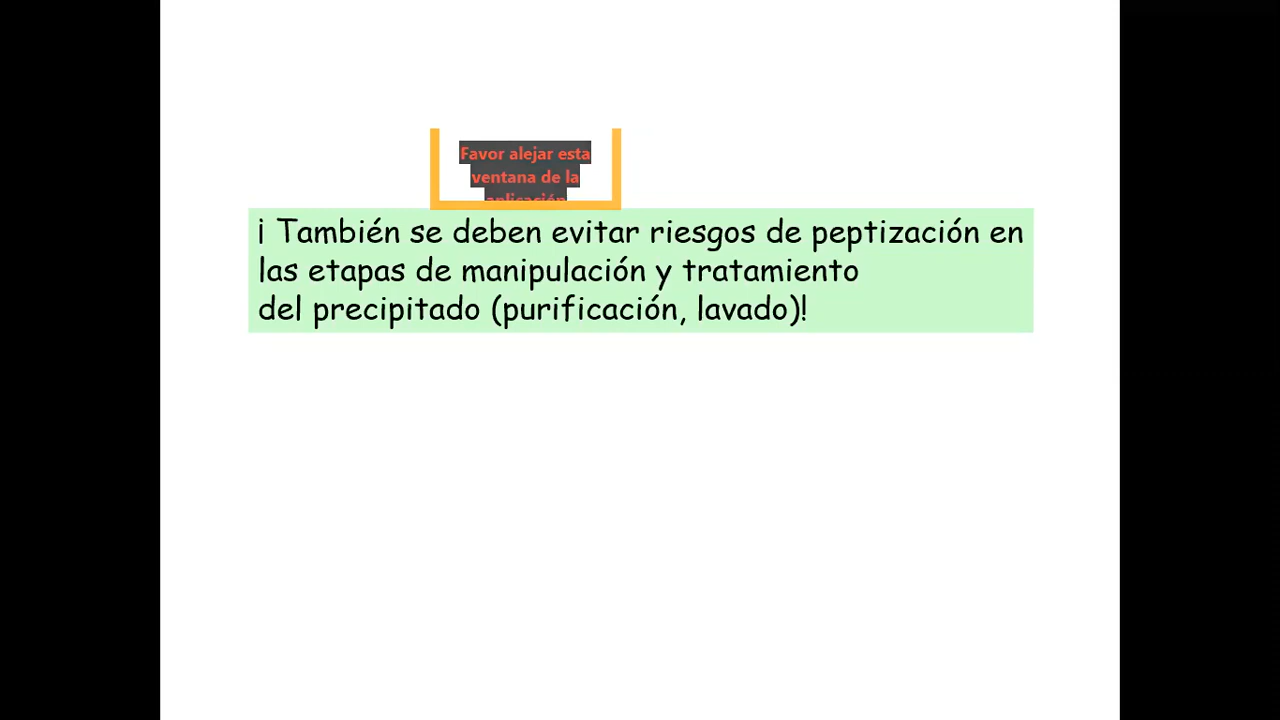 Favor alejar esta
ventana de la
aplicación
¡ También se deben evitar riesgos de peptización en
las etapas de manipulación y tratamiento
del precipitado (purificación, lavado)!